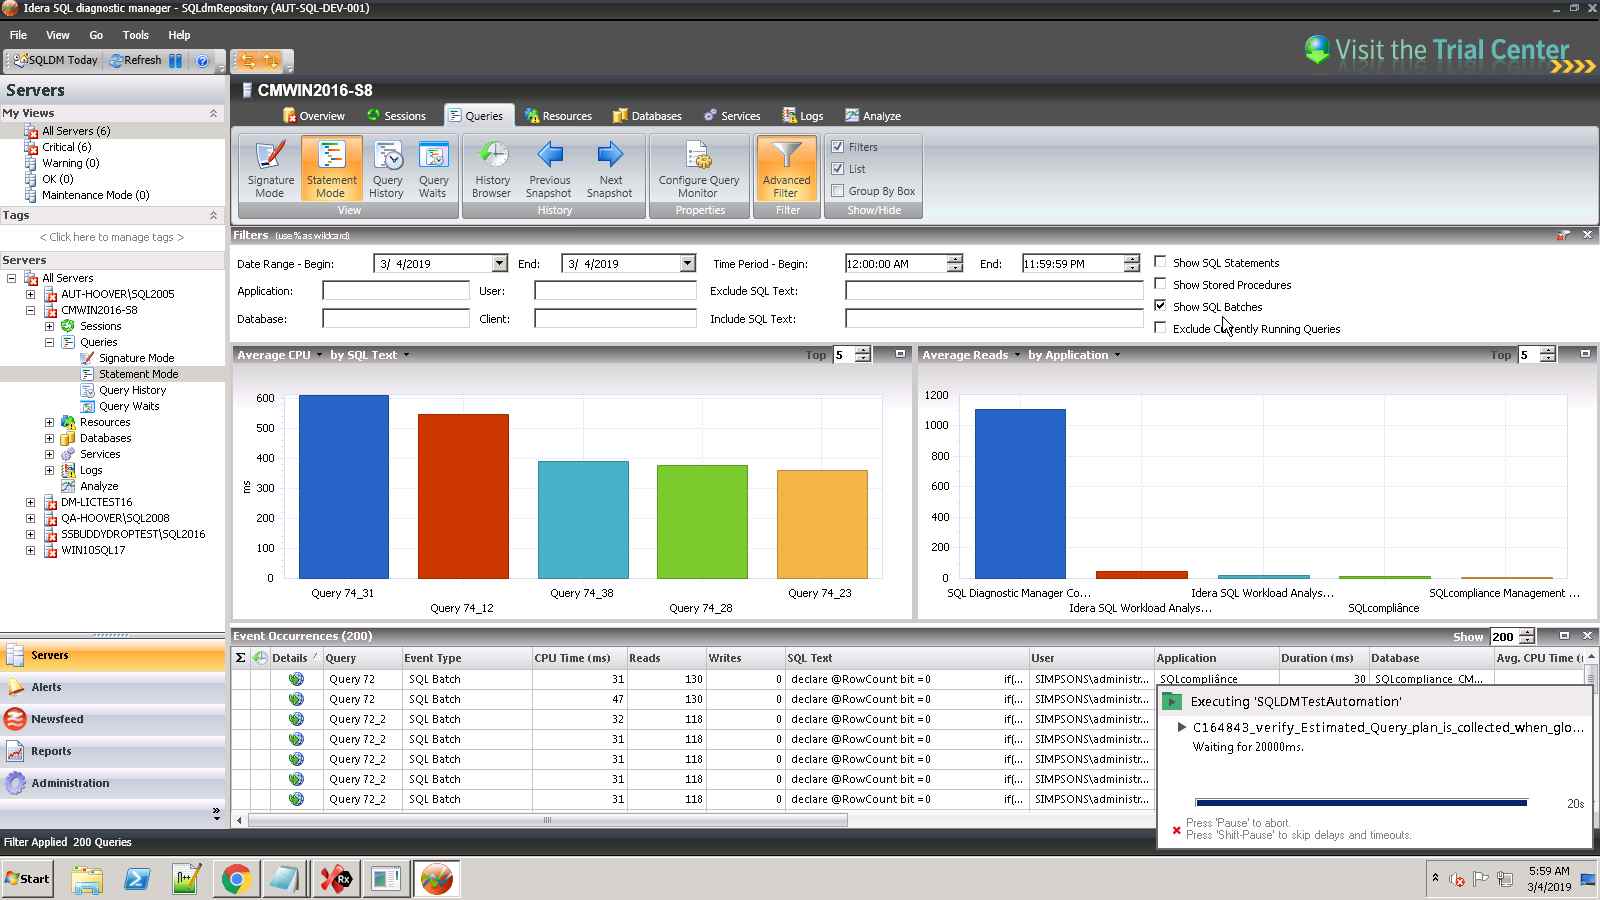 Idera SQL diagnostic manager - SQLdmRepository (AUT-SQL-DEV-001)
File View Go Tools Help
SQLDM Today Refresh
Visit the Trial Center
Servers
My Views
All Servers (6)
Critical (6)
Warning (0)
OK (0)
Maintenance Mode (0)
Tags
< Click here to manage tags >
Servers
All Servers
AUT-HOOVER\SQL2005
CMWIN2016-S8
Sessions
Queries
Signature Mode
Statement Mode
Query History
Query Waits
Resources
Databases
Services
Logs
Analyze
DM-LICTEST16
QA-HOOVER\SQL2008
SSBUDDYDROPTEST\SQL2016
WIN10SQL17
Servers
Alerts
Newsfeed
Reports
Administration
CMWIN2016-S8
Overview Sessions Queries Resources Databases Services Logs Analyze
Signature Mode
Statement Mode
Query History
Query Waits
View
History Browser
Previous Snapshot
Next Snapshot
History
Configure Query Monitor
Properties
Advanced Filter
Filter
Filters
List
Group By Box
Show/Hide
Filters (use % as wildcard)
Date Range - Begin: 3/ 4/2019 End: 3/ 4/2019 Time Period - Begin: 12:00:00 AM End: 11:59:59 PM Show SQL Statements
Show Stored Procedures
Application: User: Exclude SQL Text:
Show SQL Batches
Database: Client: Include SQL Text:
Exclude Currently Running Queries
Average CPU by SQL Text Top 5
600
500
400
ms
300
200
100
0
Query 74_31
Query 74_12
Query 74_38
Query 74_28
Query 74_23
Average Reads by Application Top 5
1200
1000
800
600
400
200
0
SQL Diagnostic Manager Co...
Idera SQL Workload Analys...
Idera SQL Workload Analys...
SQLcompliânce
SQLcompliance Management ...
Event Occurrences (200) Show 200
Σ Details Query Event Type CPU Time (ms) Reads Writes SQL Text User Application Duration (ms) Database Avg. CPU Time (
Query 72 SQL Batch 31 130 0 declare @RowCount bit = 0 if(... SIMPSONS\administr... SQLcompliânce 30 SQLcompliance_CM...
Query 72 SQL Batch 47 130 0 declare @RowCount bit = 0 if(... SIMPSONS\administr...
Query 72_2 SQL Batch 32 118 0 declare @RowCount bit = 0 if(... SIMPSONS\administr...
Query 72_2 SQL Batch 31 118 0 declare @RowCount bit = 0 if(... SIMPSONS\administr...
Query 72_2 SQL Batch 31 118 0 declare @RowCount bit = 0 if(... SIMPSONS\administr...
Query 72_2 SQL Batch 31 118 0 declare @RowCount bit = 0 if(... SIMPSONS\administr...
Query 72_2 SQL Batch 31 118 0 declare @RowCount bit = 0 if(... SIMPSONS\administr...
Executing 'SQLDMTestAutomation'
C164843_verify_Estimated_Query_plan_is_collected_when_glo...
Waiting for 20000ms.
20s
Press 'Pause' to abort.
Press 'Shift-Pause' to skip delays and timeouts.
Filter Applied 200 Queries
Start
5:59 AM
3/4/2019